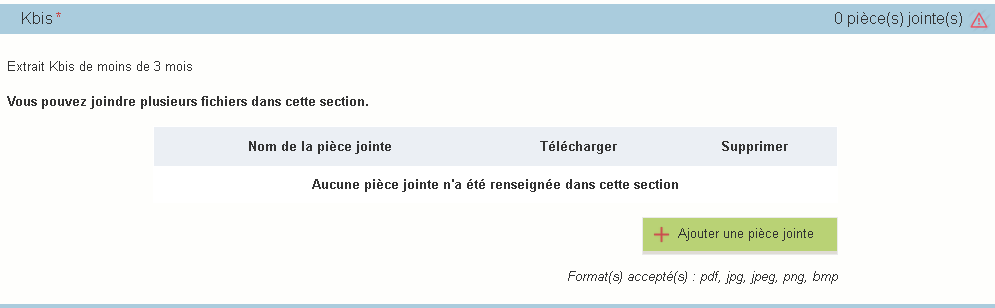 Kbis* 0 pièce(s) jointe(s)
Extrait Kbis de moins de 3 mois
Vous pouvez joindre plusieurs fichiers dans cette section.
Nom de la pièce jointe Télécharger Supprimer
Aucune pièce jointe n'a été renseignée dans cette section
Ajouter une pièce jointe
Format(s) accepté(s) : pdf, jpg, jpeg, png, bmp